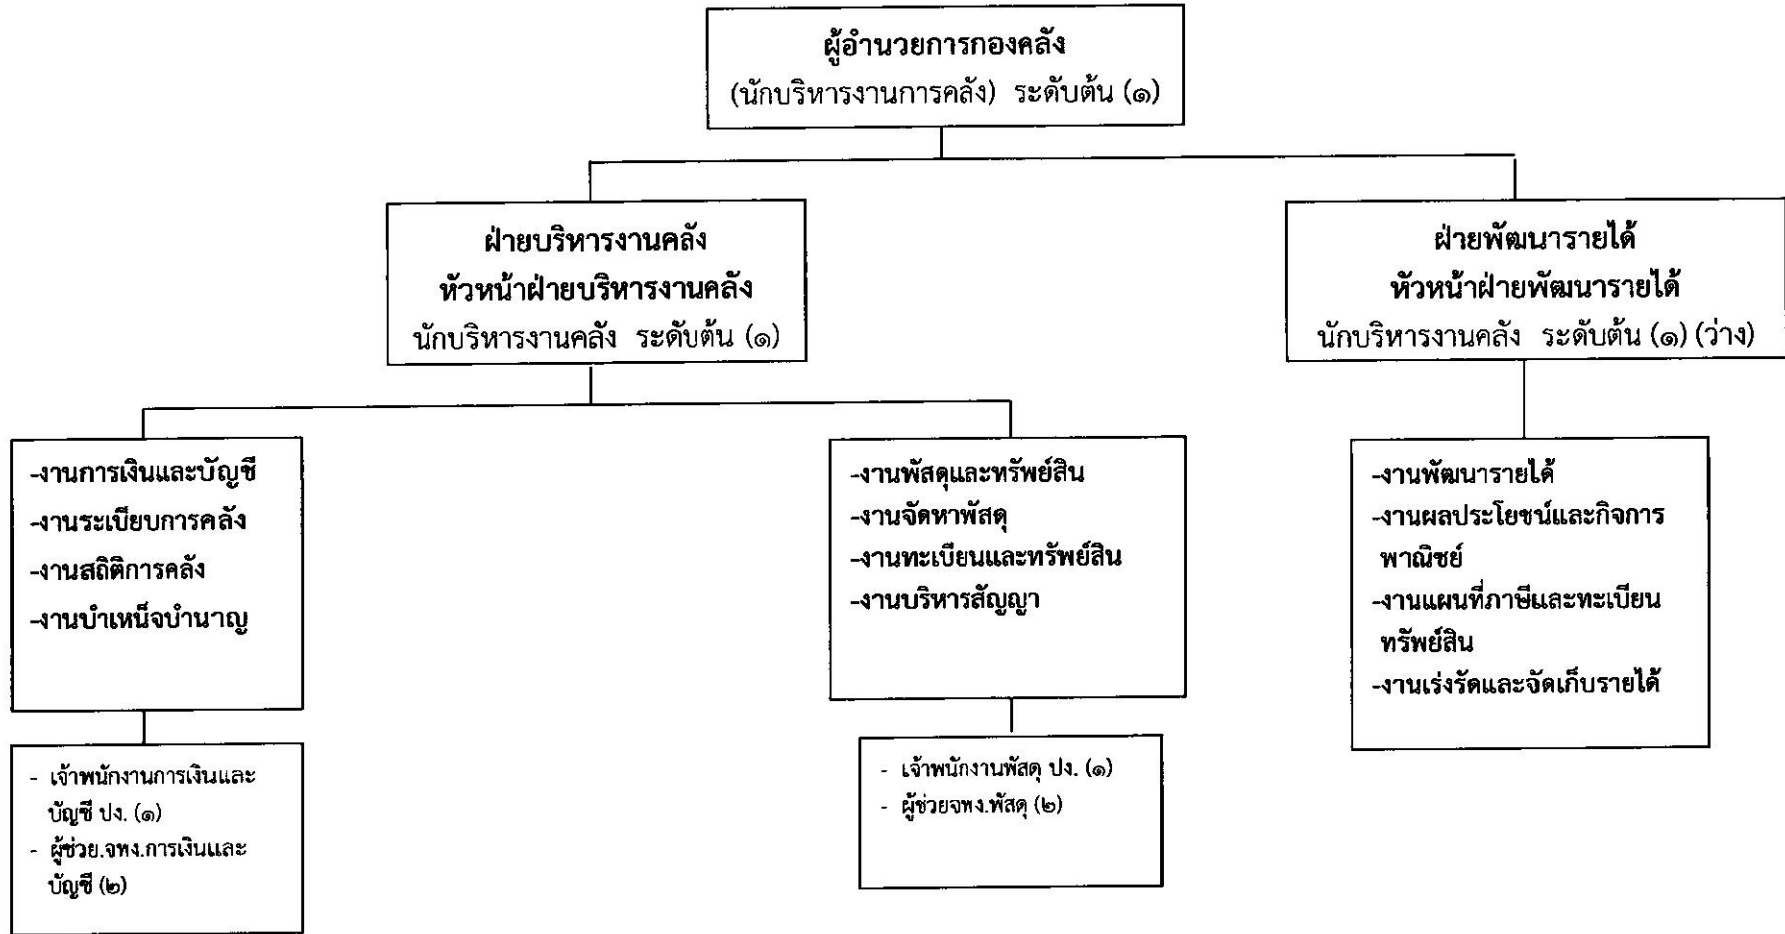 ผู้อำนวยการกองคลัง
(นักบริหารงานการคลัง) ระดับต้น (๑)
ฝ่ายบริหารงานคลัง
หัวหน้าฝ่ายบริหารงานคลัง
นักบริหารงานคลัง ระดับต้น (๑)
ฝ่ายพัฒนารายได้
หัวหน้าฝ่ายพัฒนารายได้
นักบริหารงานคลัง ระดับต้น (๑) (ว่าง)
-งานการเงินและบัญชี
-งานระเบียบการคลัง
-งานสถิติการคลัง
-งานบำเหน็จบำนาญ
-งานพัสดุและทรัพย์สิน
-งานจัดหาพัสดุ
-งานทะเบียนและทรัพย์สิน
-งานบริหารสัญญา
-งานพัฒนารายได้
-งานผลประโยชน์และกิจการ
พาณิชย์
-งานแผนที่ภาษีและทะเบียน
ทรัพย์สิน
-งานเร่งรัดและจัดเก็บรายได้
- เจ้าพนักงานการเงินและ
บัญชี ปง. (๑)
- ผู้ช่วย.จพง.การเงินและ
บัญชี (๒)
- เจ้าพนักงานพัสดุ ปง. (๑)
- ผู้ช่วยจพง.พัสดุ (๒)